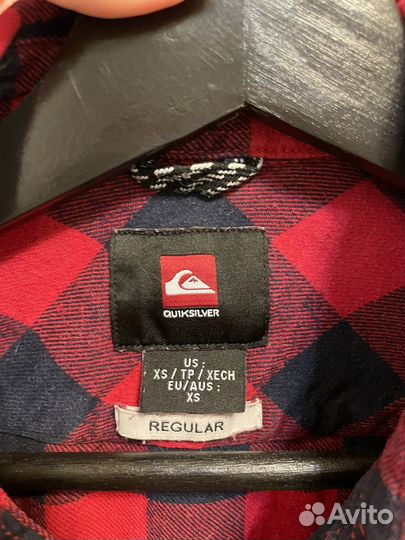 QUIKSILVER
US :
XS / TP / XECH
EU/AUS :
XS
REGULAR
Avito